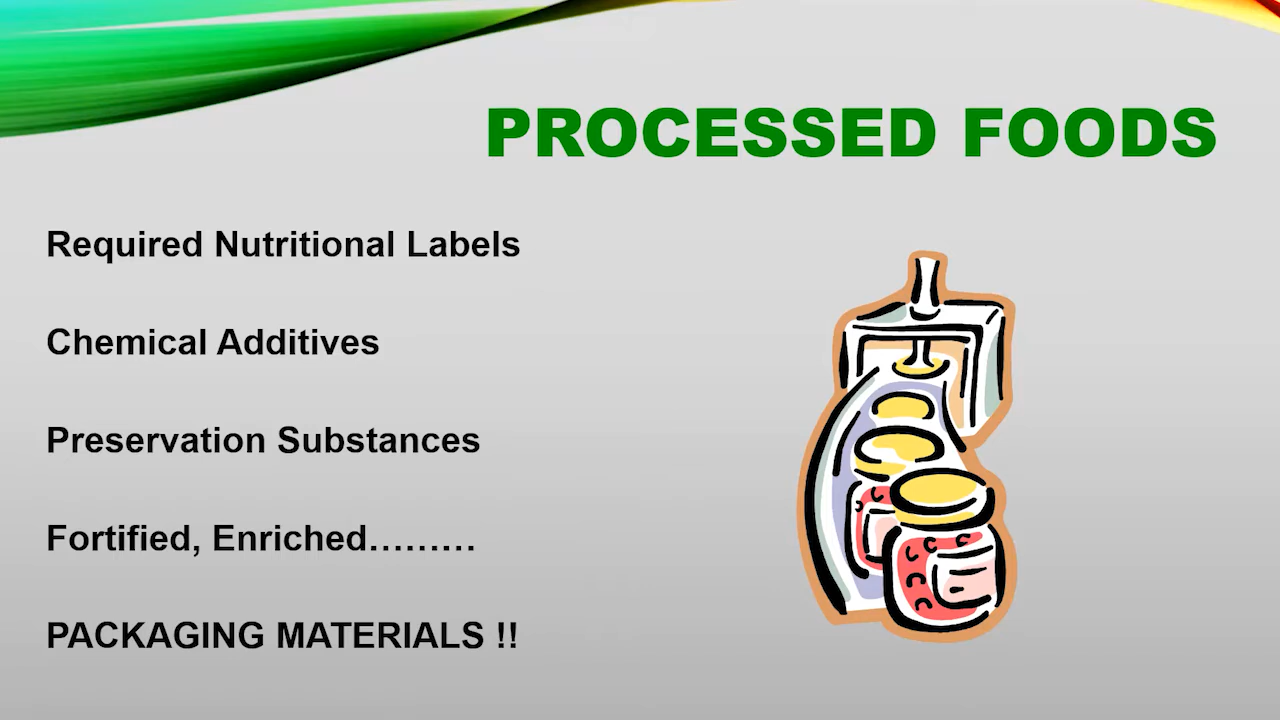 PROCESSED FOODS
Required Nutritional Labels
Chemical Additives
Preservation Substances
Fortified, Enriched………
PACKAGING MATERIALS !!